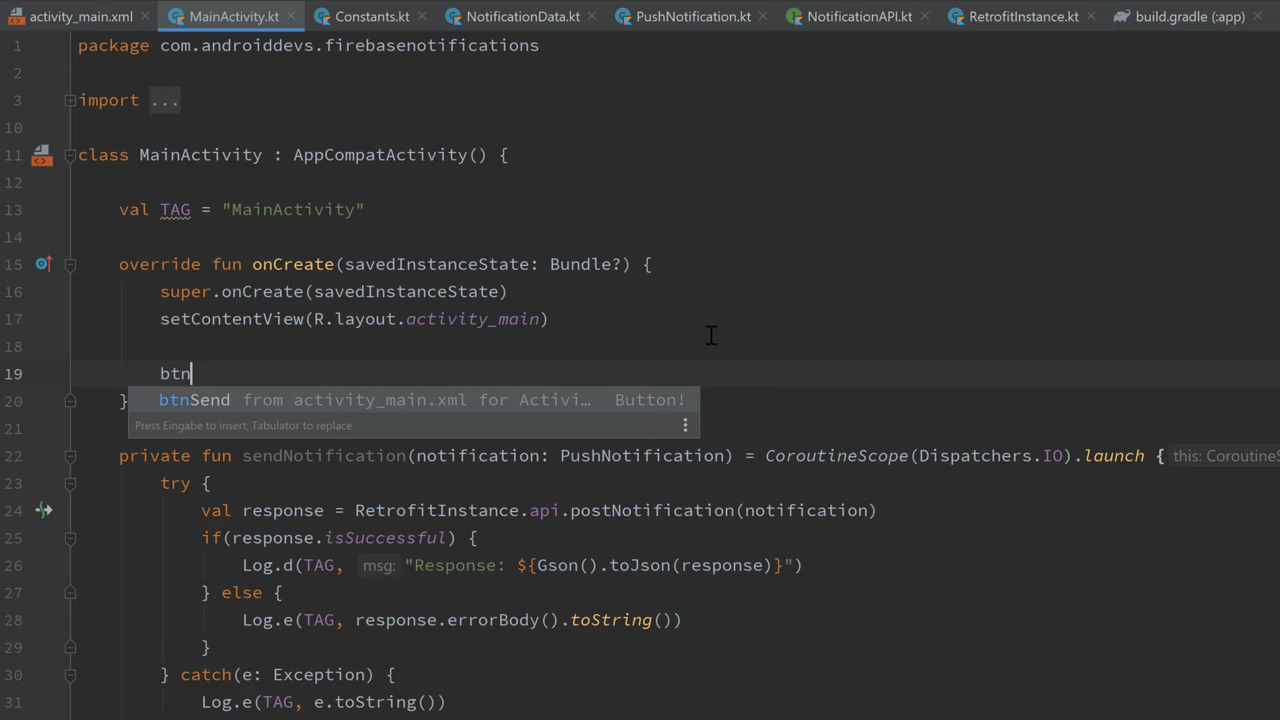 activity_main.xml MainActivity.kt Constants.kt NotificationData.kt PushNotification.kt NotificationAPI.kt RetrofitInstance.kt build.gradle (:app)
1 package com.androiddevs.firebasenotifications
2
3 import ...
10
11 class MainActivity : AppCompatActivity() {
12
13 val TAG = "MainActivity"
14
15 override fun onCreate(savedInstanceState: Bundle?) {
16 super.onCreate(savedInstanceState)
17 setContentView(R.layout.activity_main)
18
19 btn
20 }
btnSend from activity_main.xml for Activi... Button!
Press Eingabe to insert, Tabulator to replace
21
22 private fun sendNotification(notification: PushNotification) = CoroutineScope(Dispatchers.IO).launch { this: CoroutineS
23 try {
24 val response = RetrofitInstance.api.postNotification(notification)
25 if(response.isSuccessful) {
26 Log.d(TAG, msg: "Response: ${Gson().toJson(response)}")
27 } else {
28 Log.e(TAG, response.errorBody().toString())
29 }
30 } catch(e: Exception) {
31 Log.e(TAG, e.toString())